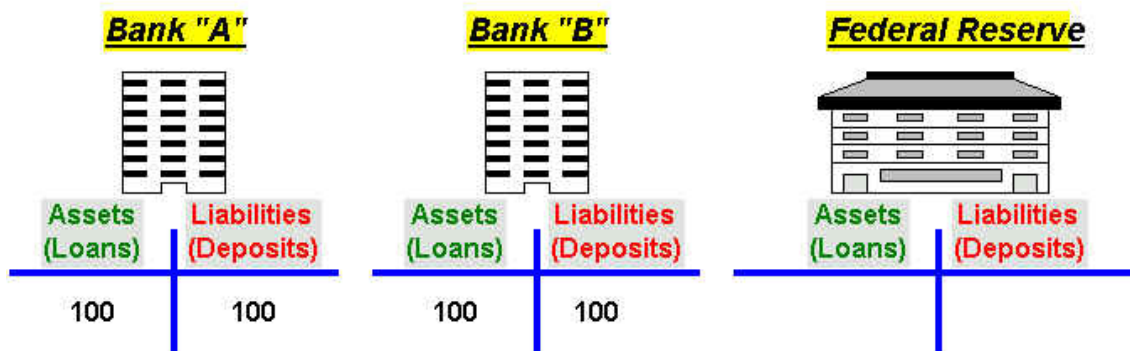 Bank "A"
Bank "B"
Federal Reserve
Assets
(Loans)
Liabilities
(Deposits)
Assets
(Loans)
Liabilities
(Deposits)
Assets
(Loans)
Liabilities
(Deposits)
100
100
100
100